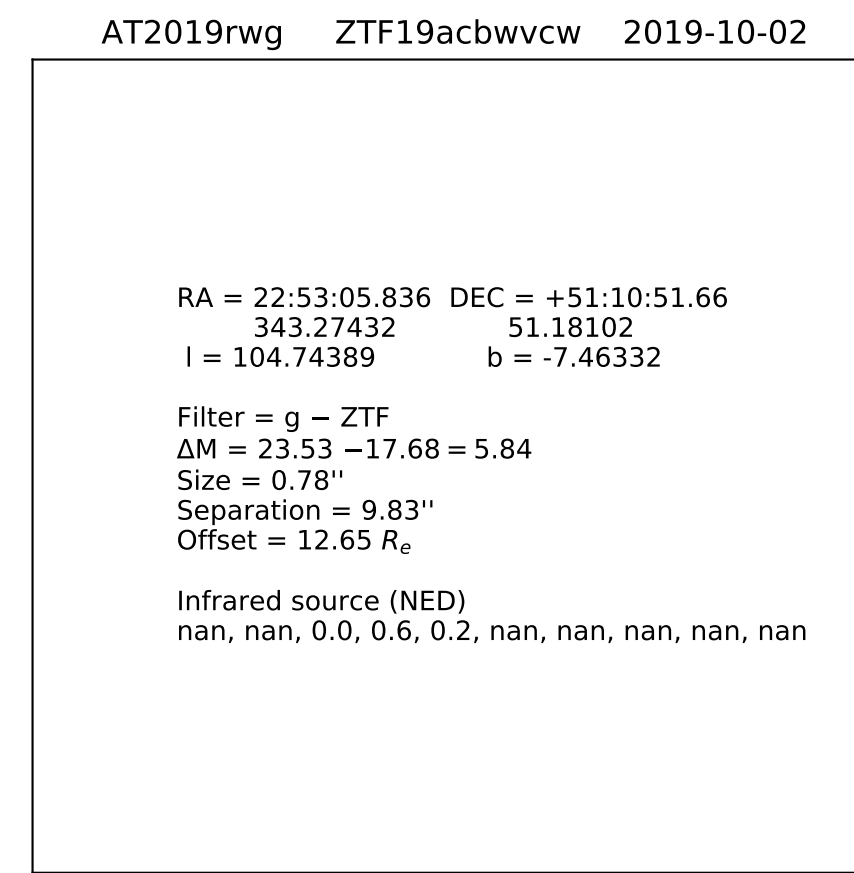 AT2019rwg ZTF19acbwvcw 2019-10-02
RA = 22:53:05.836 DEC = +51:10:51.66
343.27432 51.18102
l = 104.74389 b = -7.46332
Filter = g − ZTF
ΔM = 23.53 −17.68 = 5.84
Size = 0.78''
Separation = 9.83''
Offset = 12.65 Re
Infrared source (NED)
nan, nan, 0.0, 0.6, 0.2, nan, nan, nan, nan, nan